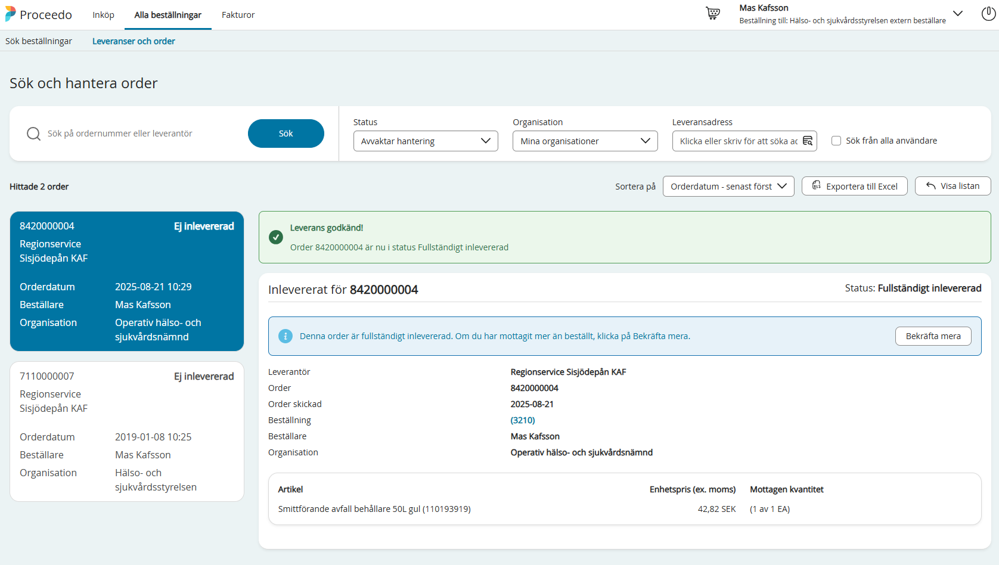 Proceedo
Inköp
Alla beställningar
Fakturor
Mas Kafsson
Beställning till: Hälso- och sjukvårdsstyrelsen extern beställare
Sök beställningar
Leveranser och order
Sök och hantera order
Sök på ordernummer eller leverantör
Sök
Status
Avvaktar hantering
Organisation
Mina organisationer
Leveransadress
Klicka eller skriv för att söka ad
Sök från alla användare
Hittade 2 order
Sortera på
Orderdatum - senast först
XLS
Exportera till Excel
Visa listan
8420000004
Ej inlevererad
Regionservice
Sisjödepån KAF
Orderdatum
2025-08-21 10:29
Beställare
Mas Kafsson
Organisation
Operativ hälso- och
sjukvårdsnämnd
7110000007
Ej inlevererad
Regionservice
Sisjödepån KAF
Orderdatum
2019-01-08 10:25
Beställare
Mas Kafsson
Organisation
Hälso- och
sjukvårdsstyrelsen
Leverans godkänd!
Order 8420000004 är nu i status Fullständigt inlevererad
Inlevererat för 8420000004
Status: Fullständigt inlevererad
Denna order är fullständigt inlevererad. Om du har mottagit mer än beställt, klicka på Bekräfta mera.
Bekräfta mera
Leverantör
Regionservice Sisjödepån KAF
Order
8420000004
Order skickad
2025-08-21
Beställning
(3210)
Beställare
Mas Kafsson
Organisation
Operativ hälso- och sjukvårdsnämnd
Artikel
Enhetspris (ex. moms)
Mottagen kvantitet
Smittförande avfall behållare 50L gul (110193919)
42,82 SEK
(1 av 1 EA)